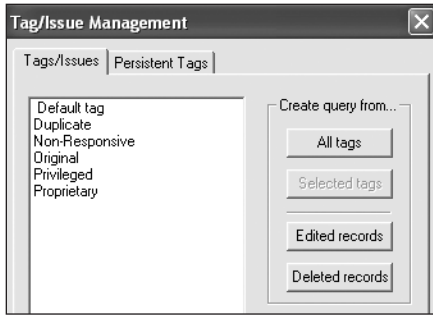 Tag/Issue Management
Tags/Issues
Persistent Tags
Default tag
Duplicate
Non-Responsive
Original
Privileged
Proprietary
Create query from...
All tags
Selected tags
Edited records
Deleted records